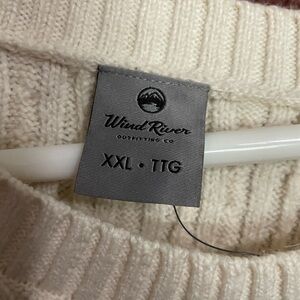 Wind River
OUTFITTING CO
XXL • TTG